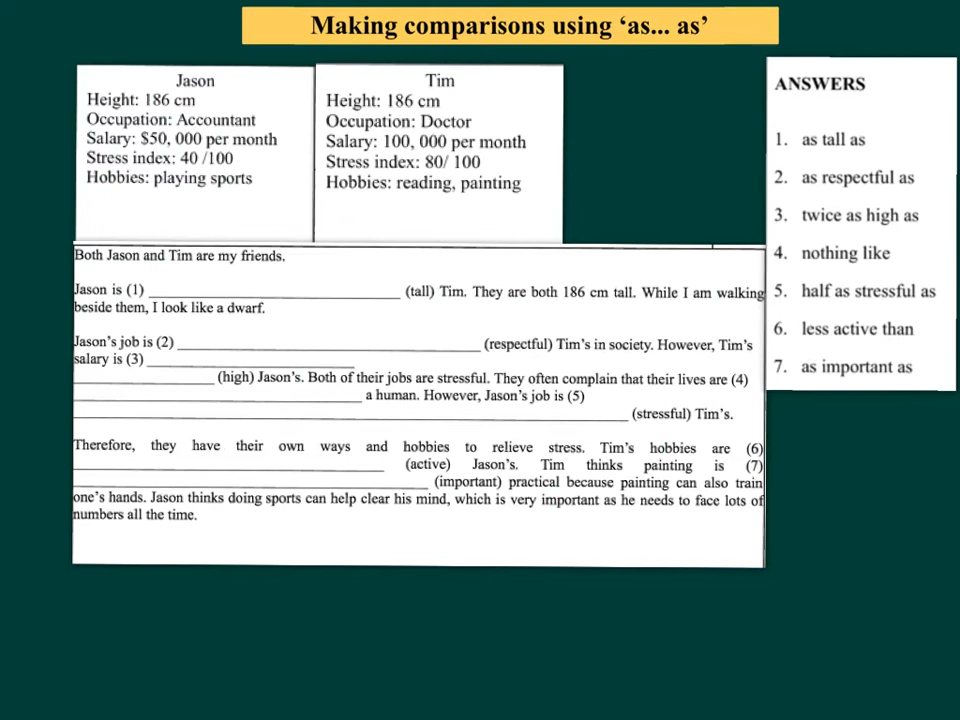 Making comparisons using ‘as... as’
Jason
Height: 186 cm
Occupation: Accountant
Salary: $50, 000 per month
Stress index: 40 /100
Hobbies: playing sports
Tim
Height: 186 cm
Occupation: Doctor
Salary: 100, 000 per month
Stress index: 80/ 100
Hobbies: reading, painting
Both Jason and Tim are my friends.
Jason is (1) ______ (tall) Tim. They are both 186 cm tall. While I am walking
beside them, I look like a dwarf.
Jason’s job is (2) ______ (respectful) Tim’s in society. However, Tim’s
salary is (3) ______
______ (high) Jason’s. Both of their jobs are stressful. They often complain that their lives are (4)
______ a human. However, Jason’s job is (5)
______ (stressful) Tim’s.
Therefore, they have their own ways and hobbies to relieve stress. Tim’s hobbies are (6)
______ (active) Jason’s. Tim thinks painting is (7)
______ (important) practical because painting can also train
one’s hands. Jason thinks doing sports can help clear his mind, which is very important as he needs to face lots of
numbers all the time.
ANSWERS
1. as tall as
2. as respectful as
3. twice as high as
4. nothing like
5. half as stressful as
6. less active than
7. as important as